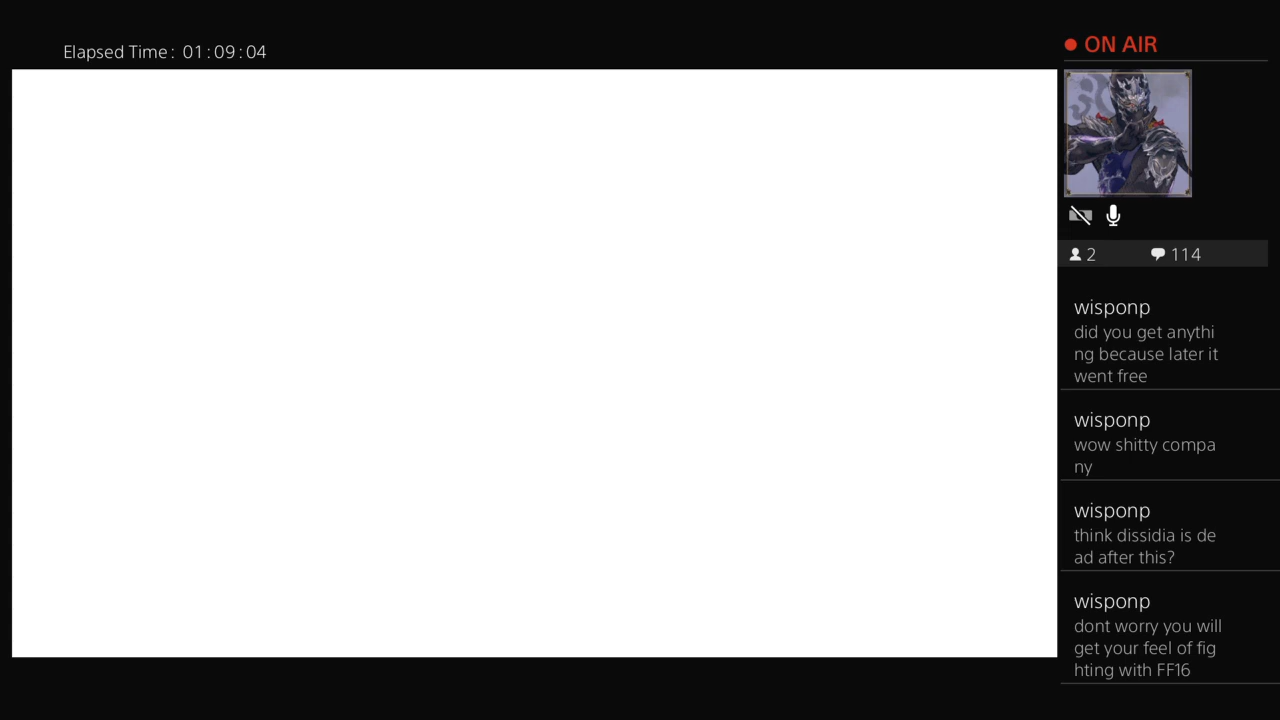 Elapsed Time: 01:09:04
ON AIR
2 114
wisponp
did you get anythi
ng because later it
went free
wisponp
wow shitty compa
ny
wisponp
think dissidia is de
ad after this?
wisponp
dont worry you will
get your feel of fig
hting with FF16